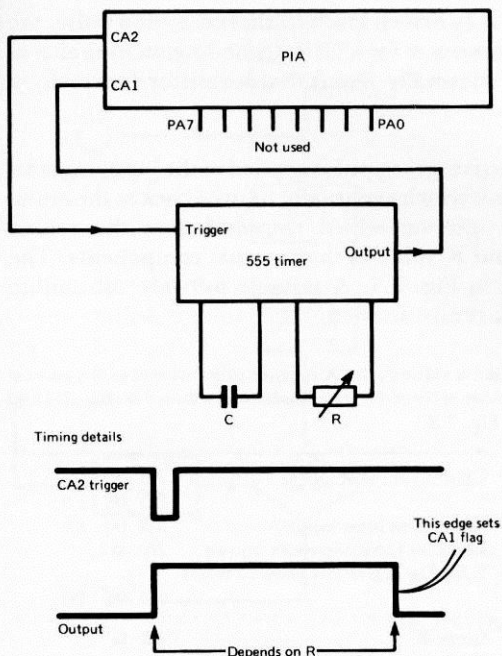 CA2
PIA
CA1
PA7
PA0
Not used
Trigger
555 timer
Output
C
R
Timing details
CA2 trigger
This edge sets
CA1 flag
Output
Depends on R